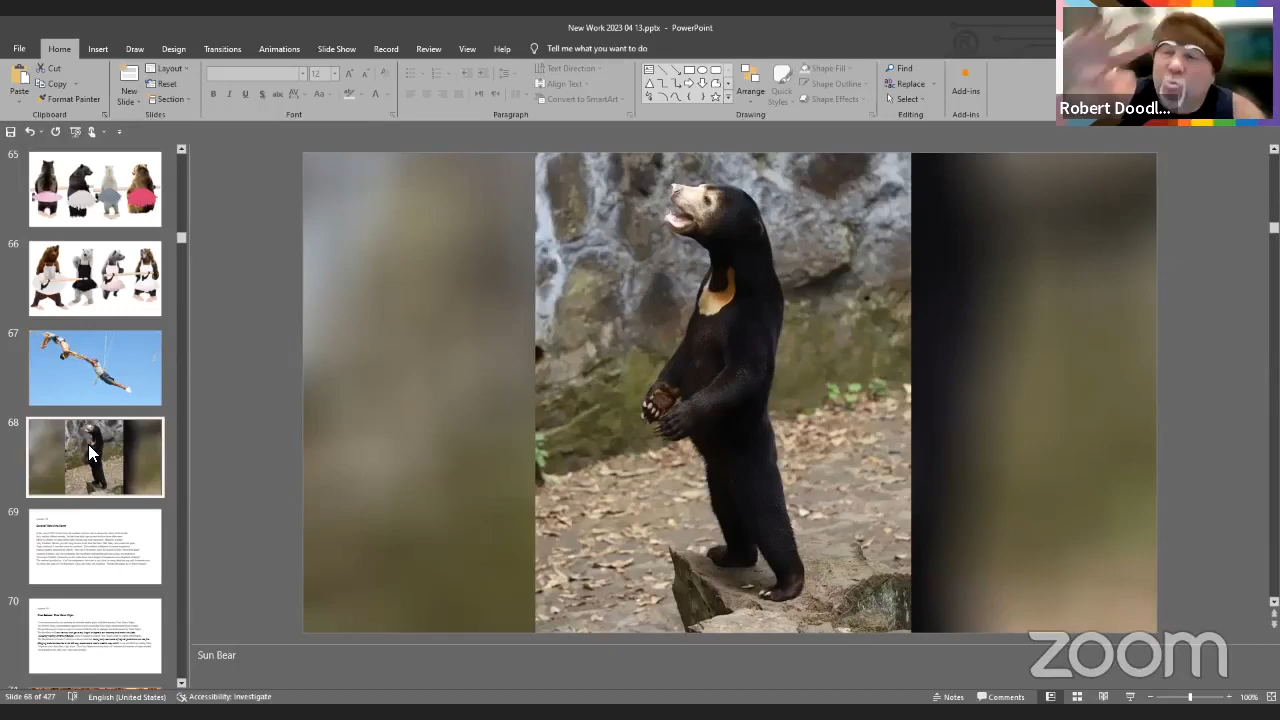 New Work 2023 04 13.pptx - PowerPoint
File Home Insert Draw Design Transitions Animations Slide Show Record Review View Help Tell me what you want to do
Paste
Cut
Copy
Format Painter
Clipboard
New Slide
Layout
Reset
Section
Slides
12
Font
Text Direction
Align Text
Convert to SmartArt
Paragraph
Arrange
Quick Styles
Shape Fill
Shape Outline
Shape Effects
Drawing
Find
Replace
Select
Editing
Add-ins
Add-ins
Robert Doodl...
65
66
67
68
69
70
Sun Bear
zoom
Slide 68 of 427 English (United States) Accessibility: Investigate Notes Comments 100%